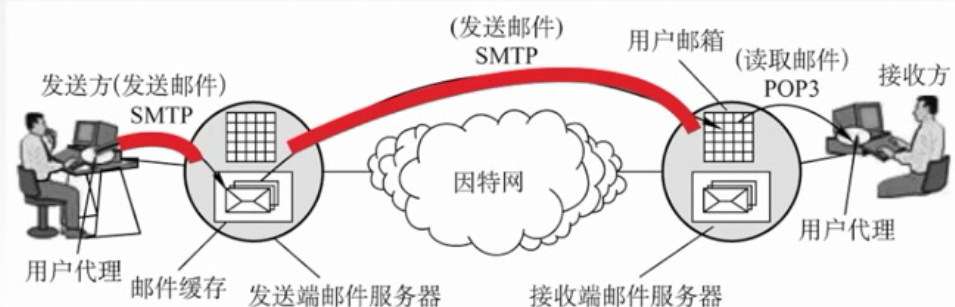 (发送邮件)
SMTP
用户邮箱
(读取邮件)
POP3
接收方
发送方(发送邮件)
SMTP
因特网
用户代理
用户代理
邮件缓存
发送端邮件服务器
接收端邮件服务器